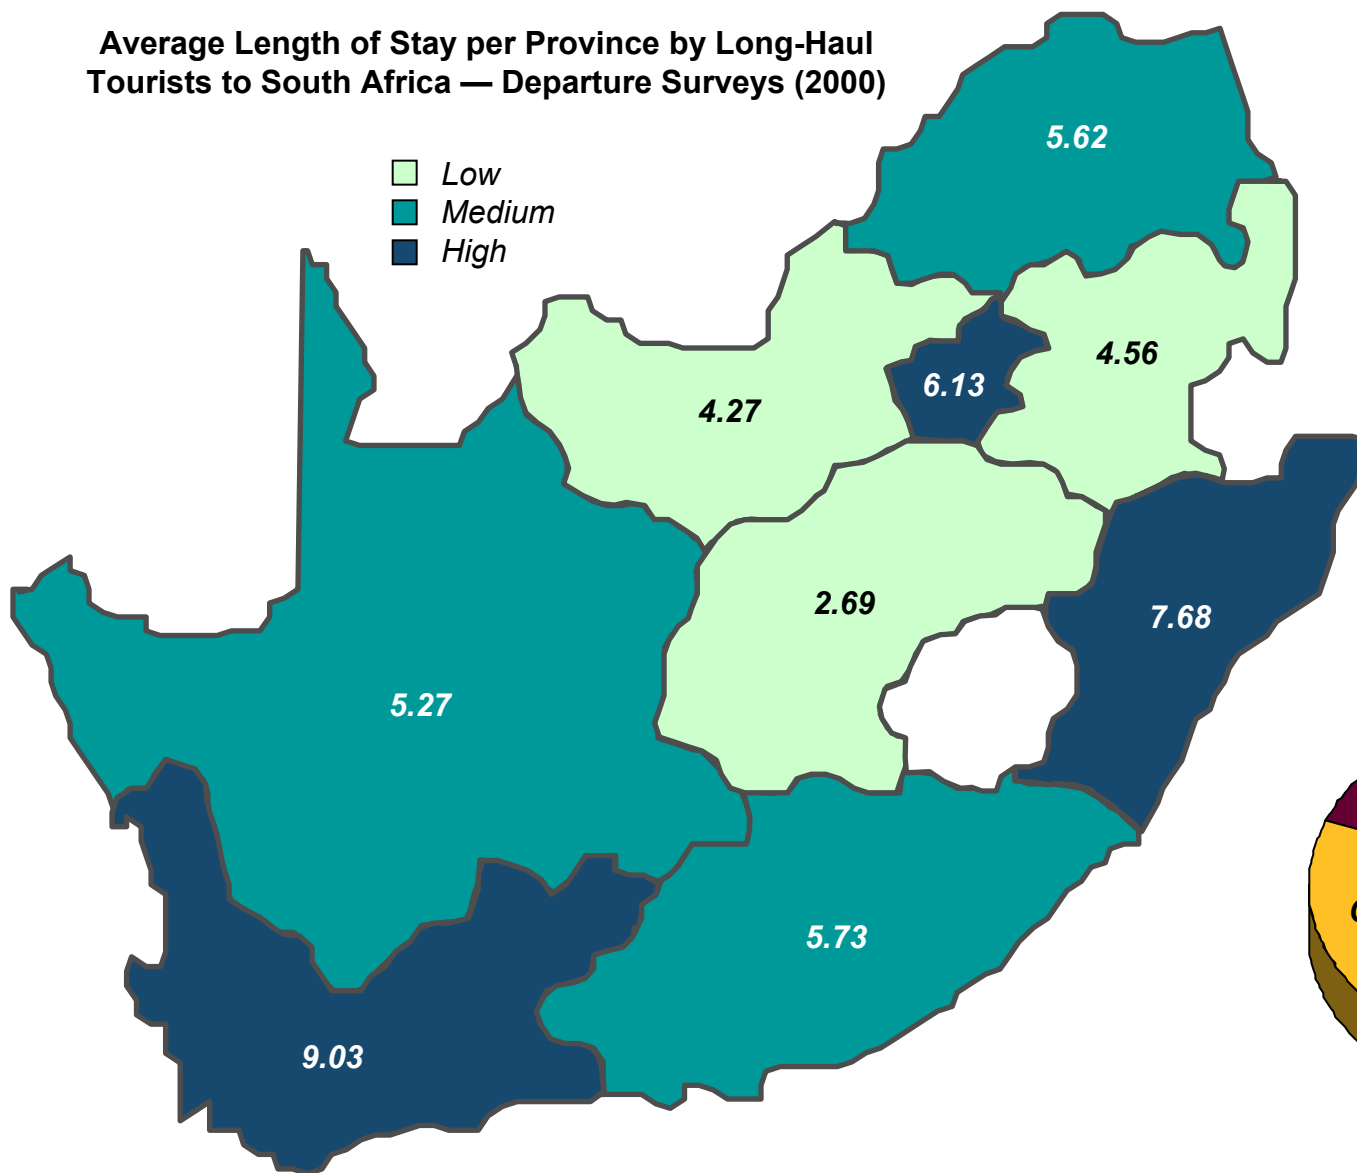 Average Length of Stay per Province by Long-Haul
Tourists to South Africa — Departure Surveys (2000)
Low
Medium
High
5.62
4.56
6.13
4.27
2.69
7.68
5.27
5.73
9.03